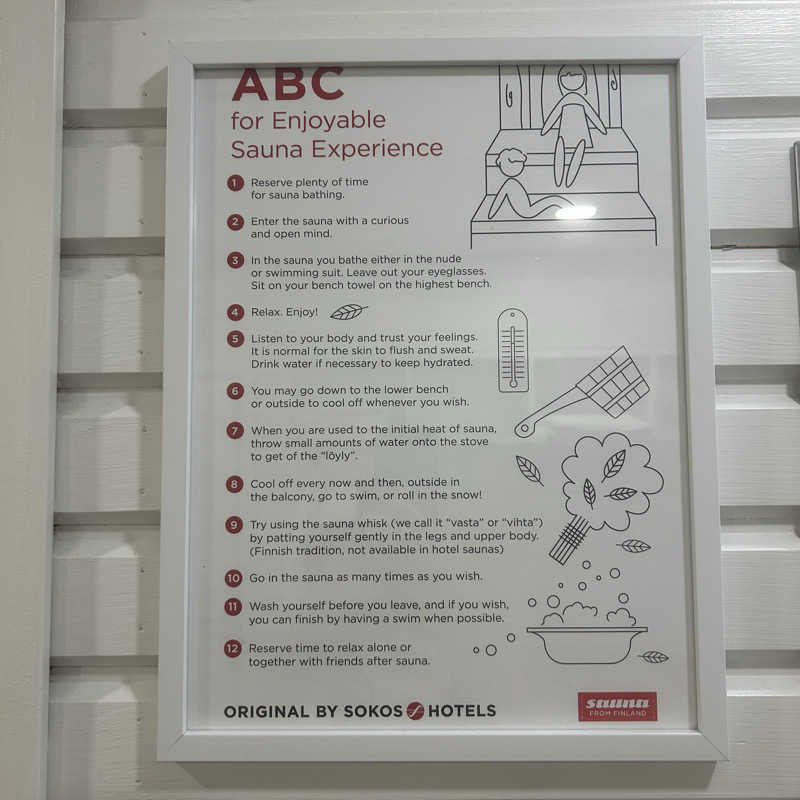 ABC
for Enjoyable
Sauna Experience
1 Reserve plenty of time
for sauna bathing.
2 Enter the sauna with a curious
and open mind.
3 In the sauna you bathe either in the nude
or swimming suit. Leave out your eyeglasses.
Sit on your bench towel on the highest bench.
4 Relax. Enjoy!
5 Listen to your body and trust your feelings.
It is normal for the skin to flush and sweat.
Drink water if necessary to keep hydrated.
6 You may go down to the lower bench
or outside to cool off whenever you wish.
7 When you are used to the initial heat of sauna,
throw small amounts of water onto the stove
to get of the “löyly”.
8 Cool off every now and then, outside in
the balcony, go to swim, or roll in the snow!
9 Try using the sauna whisk (we call it “vasta” or “vihta”)
by patting yourself gently in the legs and upper body.
(Finnish tradition, not available in hotel saunas)
10 Go in the sauna as many times as you wish.
11 Wash yourself before you leave, and if you wish,
you can finish by having a swim when possible.
12 Reserve time to relax alone or
together with friends after sauna.
ORIGINAL BY SOKOS HOTELS
sauna
FROM FINLAND